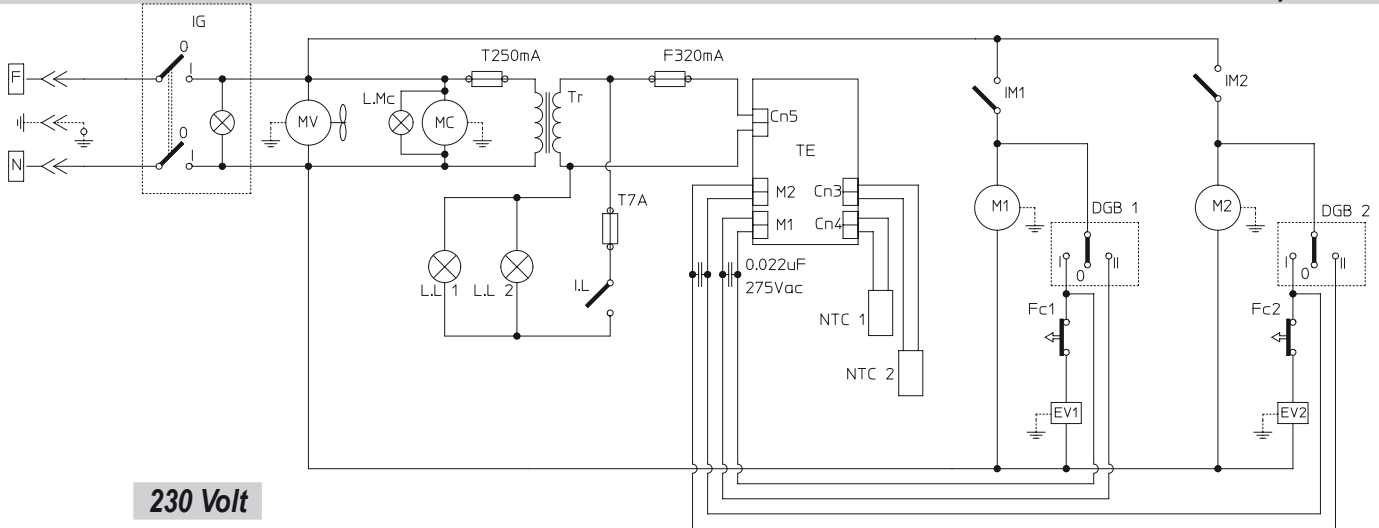 IG
0
I
F
N
0
I
MV
L.Mc
MC
T250mA
Tr
F320mA
Cn5
TE
M2
Cn3
M1
Cn4
T7A
I.L
L.L 1
L.L 2
0.022uF
275Vac
NTC 1
NTC 2
IM1
M1
DGB 1
I
0
II
Fc1
EV1
IM2
M2
DGB 2
I
0
II
Fc2
EV2
230 Volt